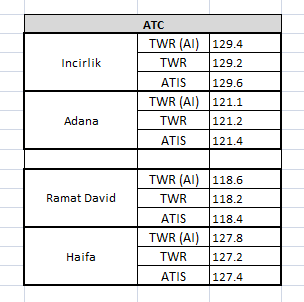 ATC
Incirlik TWR (AI) 129.4
TWR 129.2
ATIS 129.6
Adana TWR (AI) 121.1
TWR 121.2
ATIS 121.4
Ramat David TWR (AI) 118.6
TWR 118.2
ATIS 118.4
Haifa TWR (AI) 127.8
TWR 127.2
ATIS 127.4